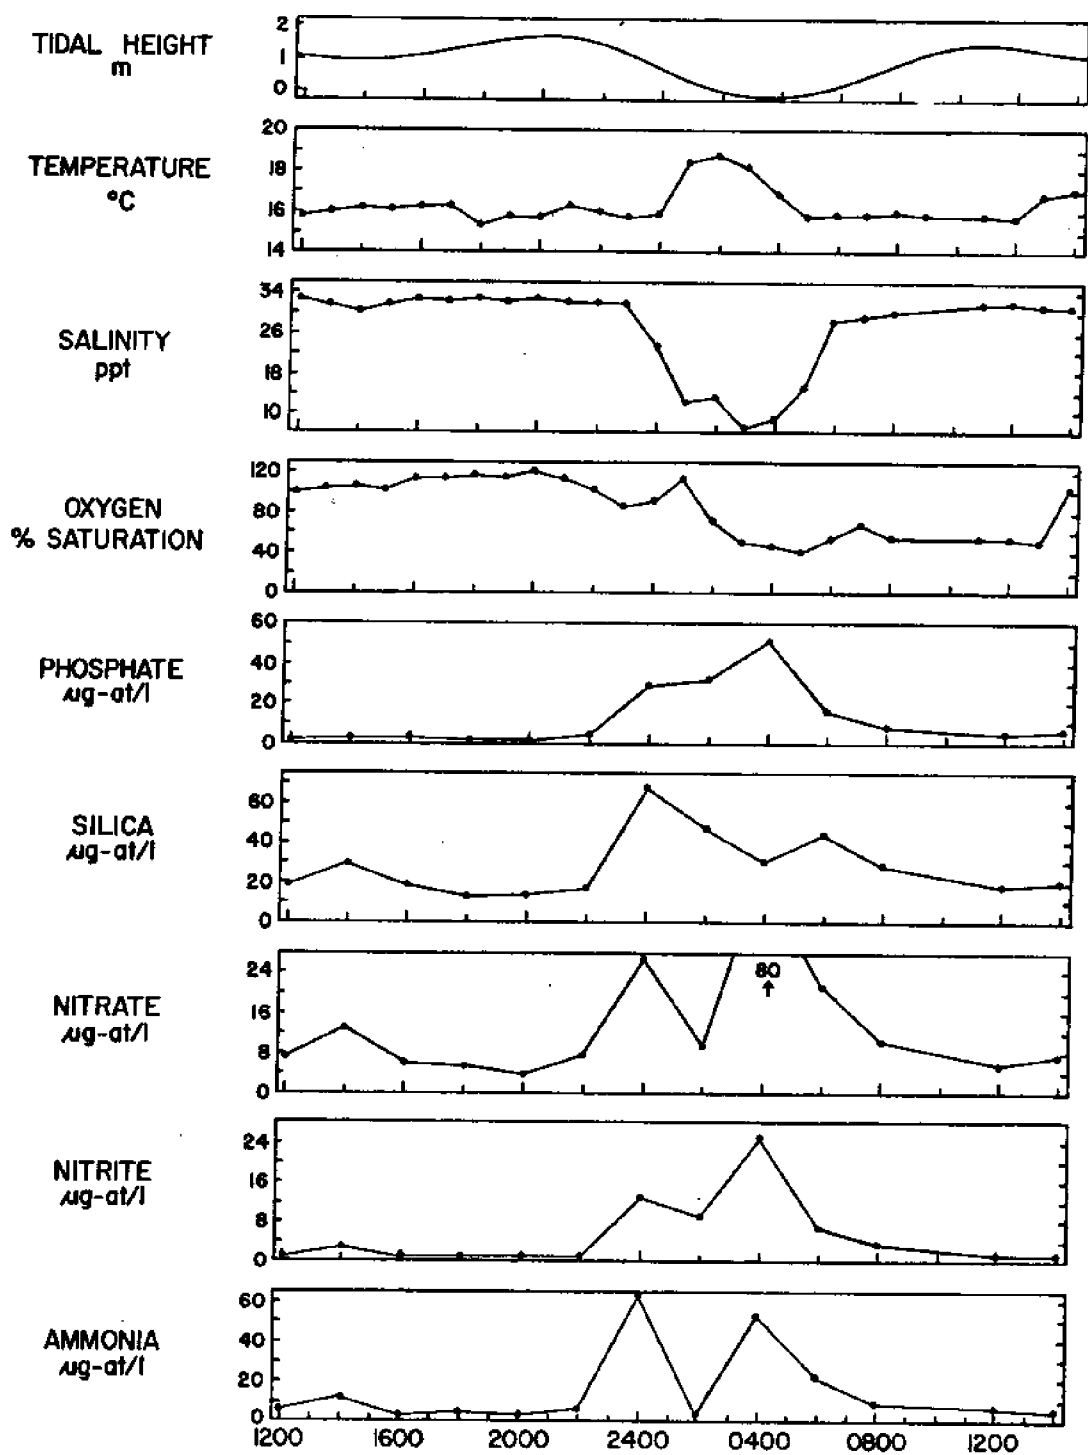 TIDAL HEIGHT
m
2
1
0
TEMPERATURE
°C
20
18
16
14
SALINITY
ppt
34
26
18
10
OXYGEN
% SATURATION
120
80
40
0
PHOSPHATE
µg-at/l
60
40
20
0
SILICA
µg-at/l
60
40
20
0
NITRATE
µg-at/l
24
16
8
0
80
NITRITE
µg-at/l
24
16
8
0
AMMONIA
µg-at/l
60
40
20
0
1200 1600 2000 2400 0400 0800 1200